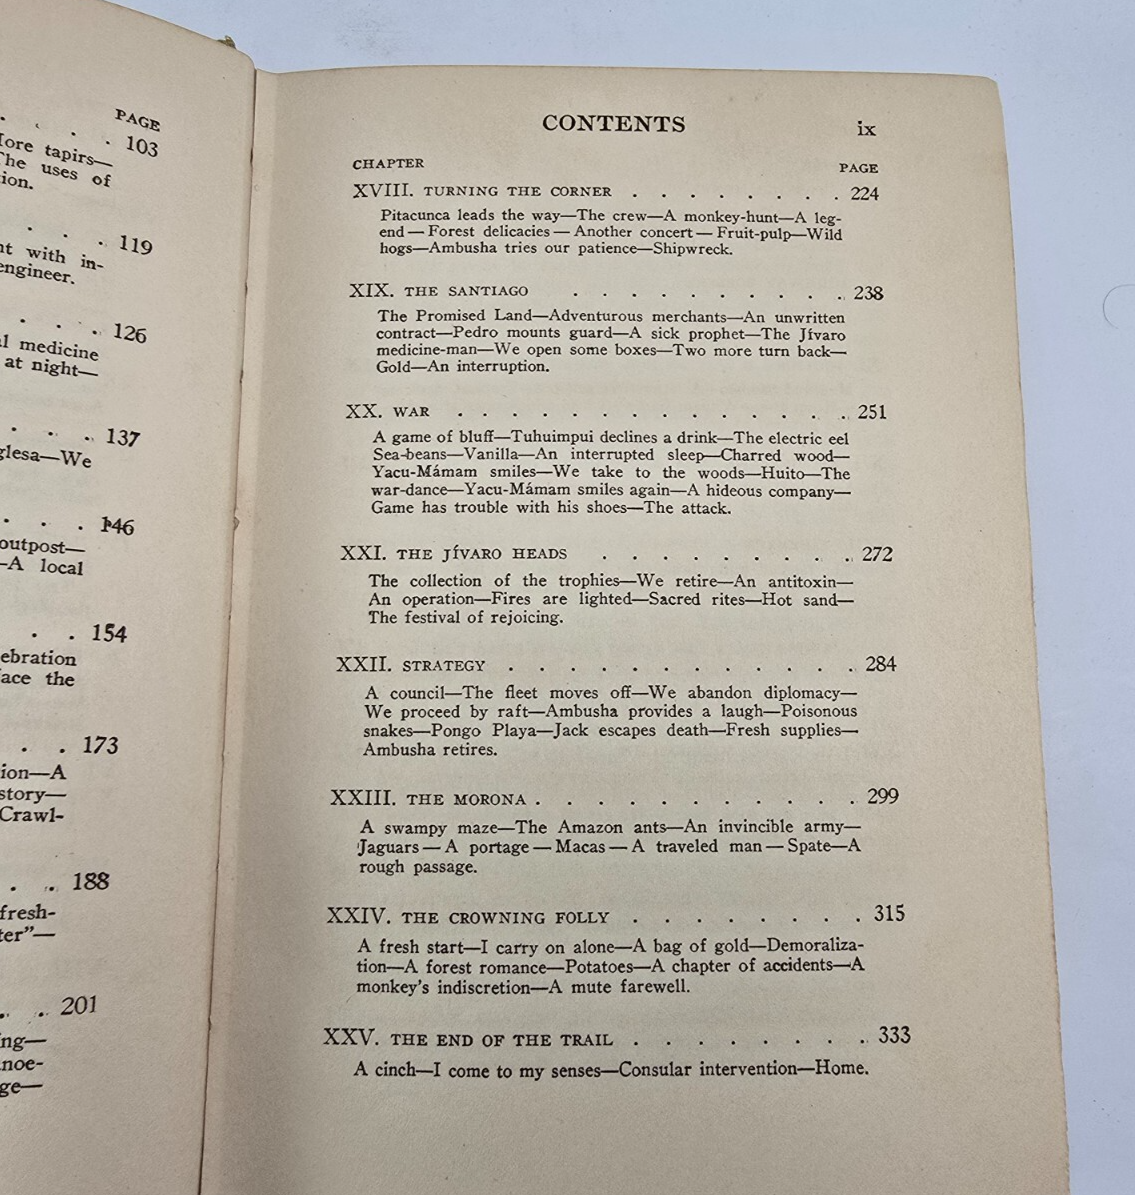 PAGE
103
tapirs—
The uses of
ion.
119
with in-
engineer.
126
medicine
at night—
137
—We
146
outpost—
—A local
154
ebration
ace the
173
ion—A
story—
Crawl-
188
fresh-
ter”—
201
ng—
noe-
ge—
CONTENTS ix
CHAPTER PAGE
XVIII. TURNING THE CORNER . . . . . . . . 224
Pitacunca leads the way—The crew—A monkey-hunt—A leg-
end—Forest delicacies—Another concert—Fruit-pulp—Wild
hogs—Ambusha tries our patience—Shipwreck.
XIX. THE SANTIAGO . . . . . . . . . . 238
The Promised Land—Adventurous merchants—An unwritten
contract—Pedro mounts guard—A sick prophet—The Jívaro
medicine-man—We open some boxes—Two more turn back—
Gold—An interruption.
XX. WAR . . . . . . . . . . . . . . 251
A game of bluff—Tuhuimpui declines a drink—The electric eel
Sea-beans—Vanilla—An interrupted sleep—Charred wood—
Yacu-Mámam smiles—We take to the woods—Huito—The
war-dance—Yacu-Mámam smiles again—A hideous company—
Game has trouble with his shoes—The attack.
XXI. THE JÍVARO HEADS . . . . . . . . . 272
The collection of the trophies—We retire—An antitoxin—
An operation—Fires are lighted—Sacred rites—Hot sand—
The festival of rejoicing.
XXII. STRATEGY . . . . . . . . . . . . 284
A council—The fleet moves off—We abandon diplomacy—
We proceed by raft—Ambusha provides a laugh—Poisonous
snakes—Pongo Playa—Jack escapes death—Fresh supplies—
Ambusha retires.
XXIII. THE MORONA . . . . . . . . . . . 299
A swampy maze—The Amazon ants—An invincible army—
Jaguars—A portage—Macas—A traveled man—Spate—A
rough passage.
XXIV. THE CROWNING FOLLY . . . . . . . . 315
A fresh start—I carry on alone—A bag of gold—Demoraliza-
tion—A forest romance—Potatoes—A chapter of accidents—A
monkey's indiscretion—A mute farewell.
XXV. THE END OF THE TRAIL . . . . . . . . 333
A cinch—I come to my senses—Consular intervention—Home.